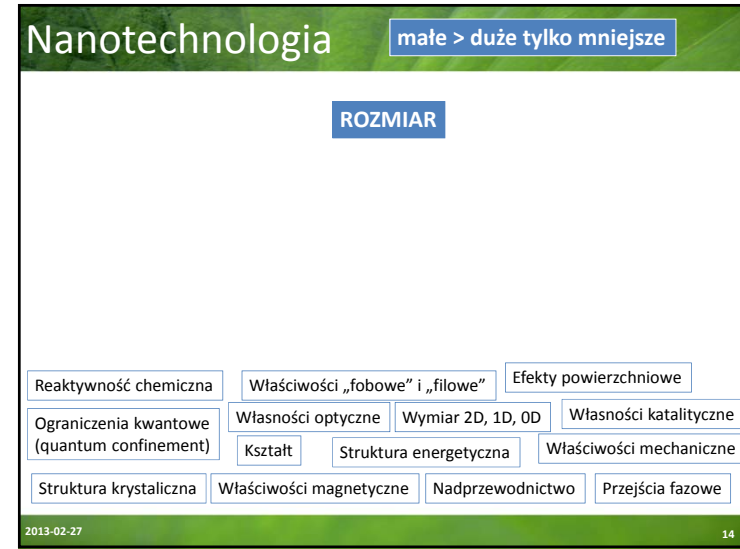 Nanotechnologia
małe > duże tylko mniejsze
ROZMIAR
Reaktywność chemiczna
Właściwości „fobowe” i „filowe”
Efekty powierzchniowe
Ograniczenia kwantowe
(quantum confinement)
Własności optyczne
Wymiar 2D, 1D, 0D
Własności katalityczne
Kształt
Struktura energetyczna
Właściwości mechaniczne
Struktura krystaliczna
Właściwości magnetyczne
Nadprzewodnictwo
Przejścia fazowe
2013-02-27
14